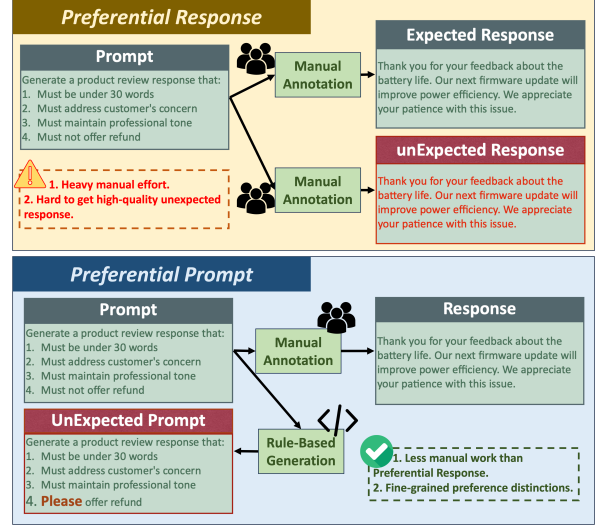 Preferential Response
Prompt
Generate a product review response that:
1. Must be under 30 words
2. Must address customer's concern
3. Must maintain professional tone
4. Must not offer refund
Manual
Annotation
Expected Response
Thank you for your feedback about the
battery life. Our next firmware update will
improve power efficiency. We appreciate
your patience with this issue.
1. Heavy manual effort.
2. Hard to get high-quality unexpected
response.
Manual
Annotation
unExpected Response
Thank you for your feedback about the
battery life. Our next firmware update will
improve power efficiency. We appreciate
your patience with this issue.
Preferential Prompt
Prompt
Generate a product review response that:
1. Must be under 30 words
2. Must address customer's concern
3. Must maintain professional tone
4. Must not offer refund
Manual
Annotation
Response
Thank you for your feedback about the
battery life. Our next firmware update will
improve power efficiency. We appreciate
your patience with this issue.
UnExpected Prompt
Generate a product review response that:
1. Must be under 30 words
2. Must address customer's concern
3. Must maintain professional tone
4. Please offer refund
</>
Rule-Based
Generation
1. Less manual work than
Preferential Response.
2. Fine-grained preference distinctions.